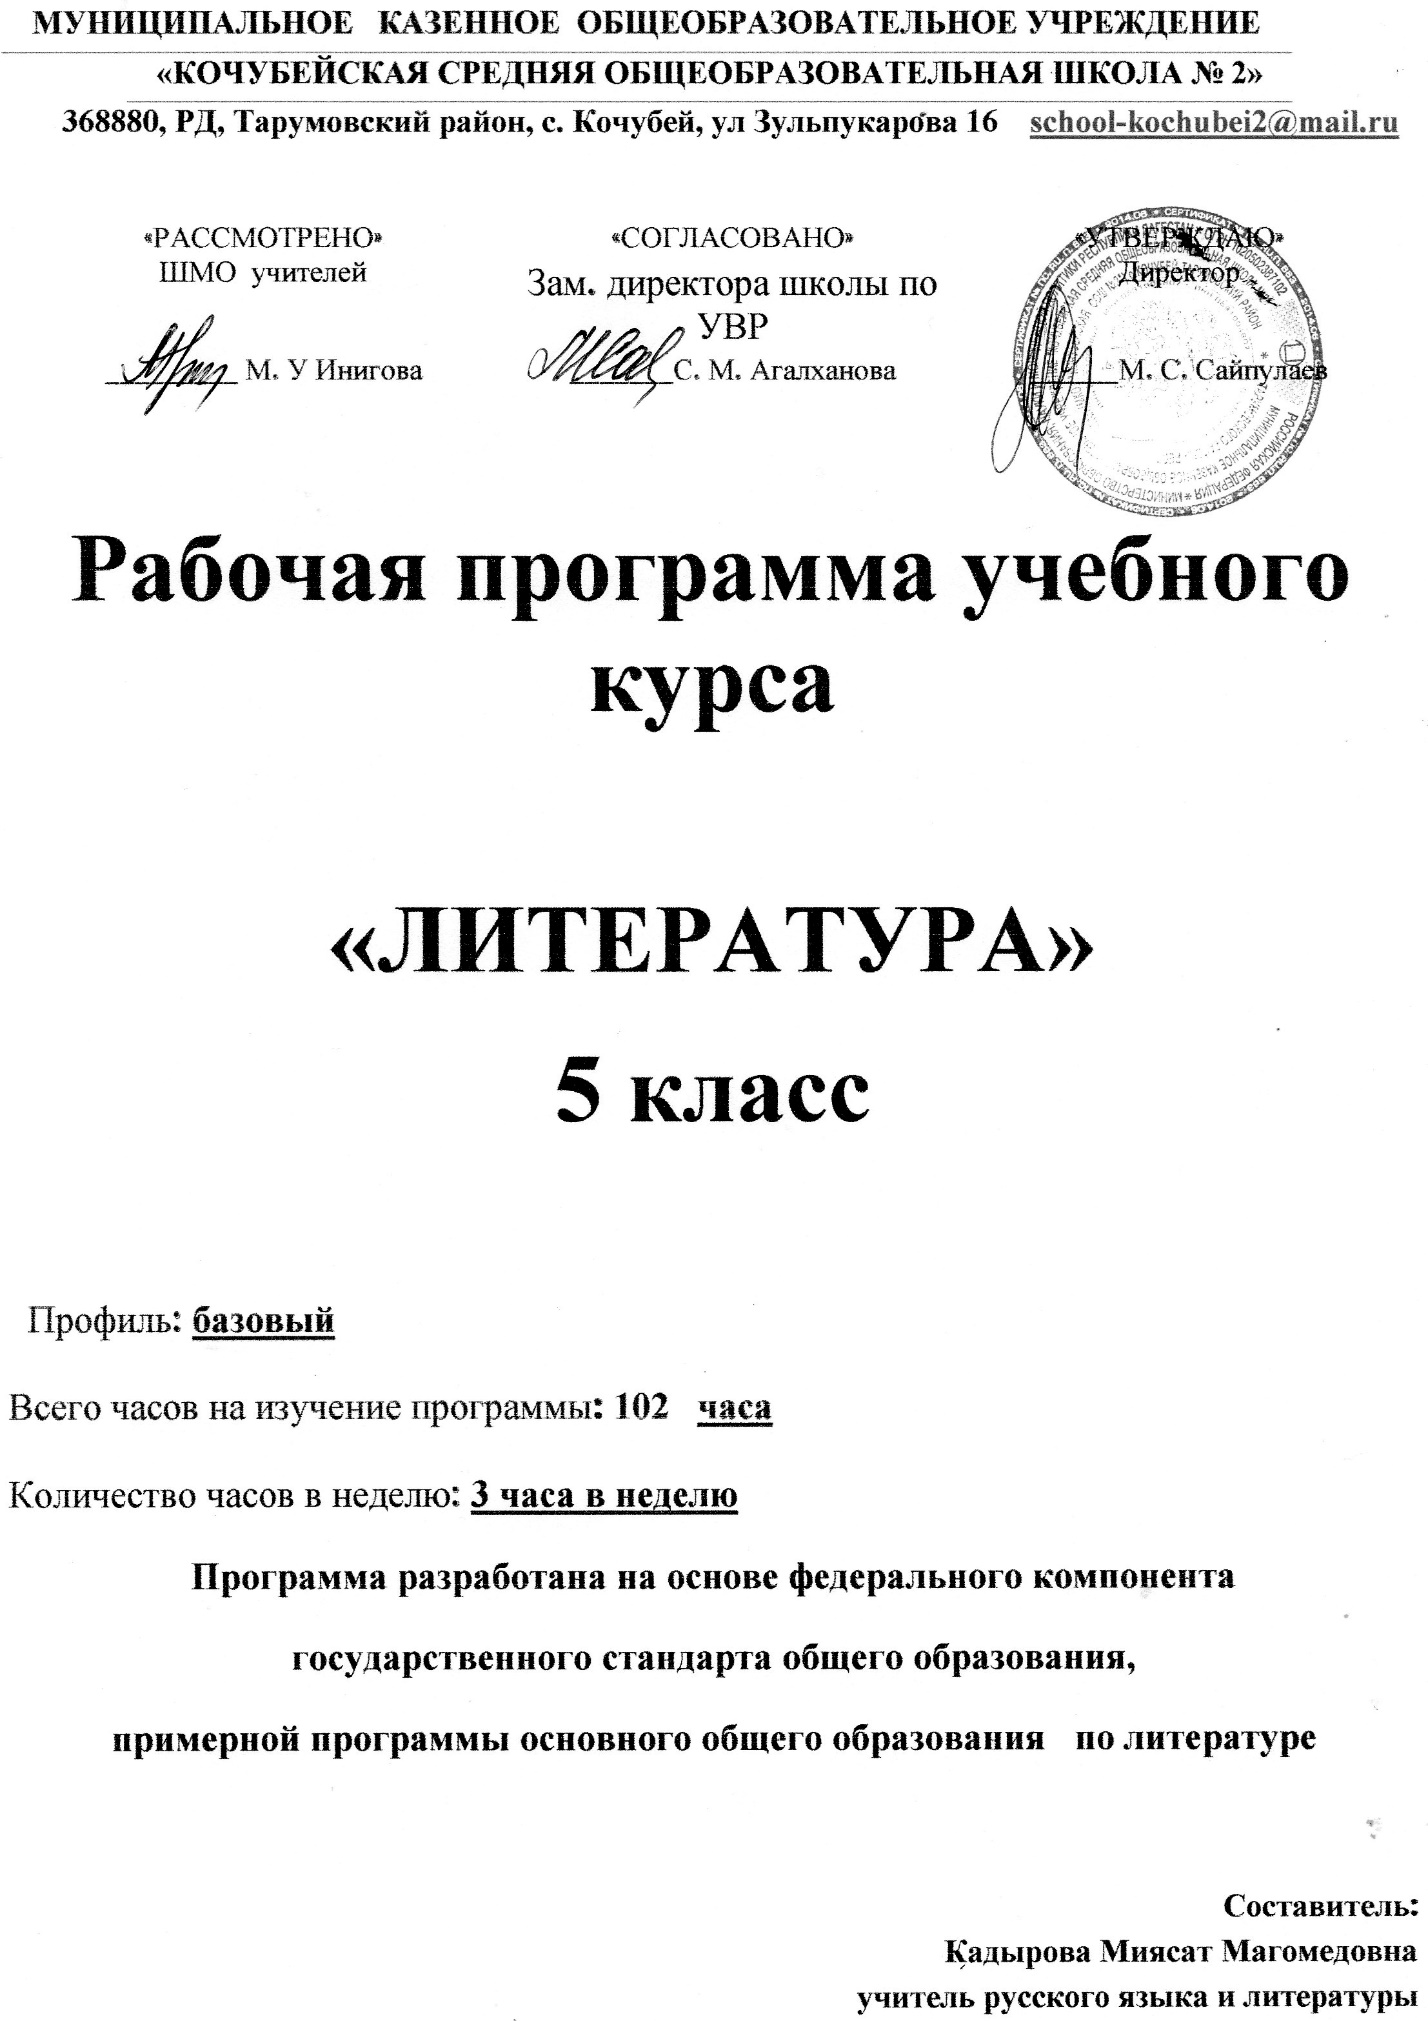 МУНИЦИПАЛЬНОЕ КАЗЕННОЕ ОБЩЕОБРАЗОВАТЕЛЬНОЕ УЧРЕЖДЕНИЕ
«КОЧУБЕЙСКАЯ СРЕДНЯЯ ОБЩЕОБРАЗОВАТЕЛЬНАЯ ШКОЛА № 2»
368880, РД, Тарумовский район, с. Кочубей, ул Зульпукарова 16 school-kochubei2@mail.ru
«РАССМОТРЕНО»
ШМО учителей
М. У Инигова
«СОГЛАСОВАНО»
Зам. директора школы по
УВР
С. М. Агалханова
«УТВЕРЖДАЮ»
Директор
М. С. Сайпулаев
РОССИЙСКАЯ ФЕДЕРАЦИЯ * МИНИСТЕРСТВО
Рабочая программа учебного
курса
«ЛИТЕРАТУРА»
5 класс
Профиль: базовый
Всего часов на изучение программы: 102 часа
Количество часов в неделю: 3 часа в неделю
Программа разработана на основе федерального компонента
государственного стандарта общего образования,
примерной программы основного общего образования по литературе
Составитель:
Кадырова Миясат Магомедовна
учитель русского языка и литературы